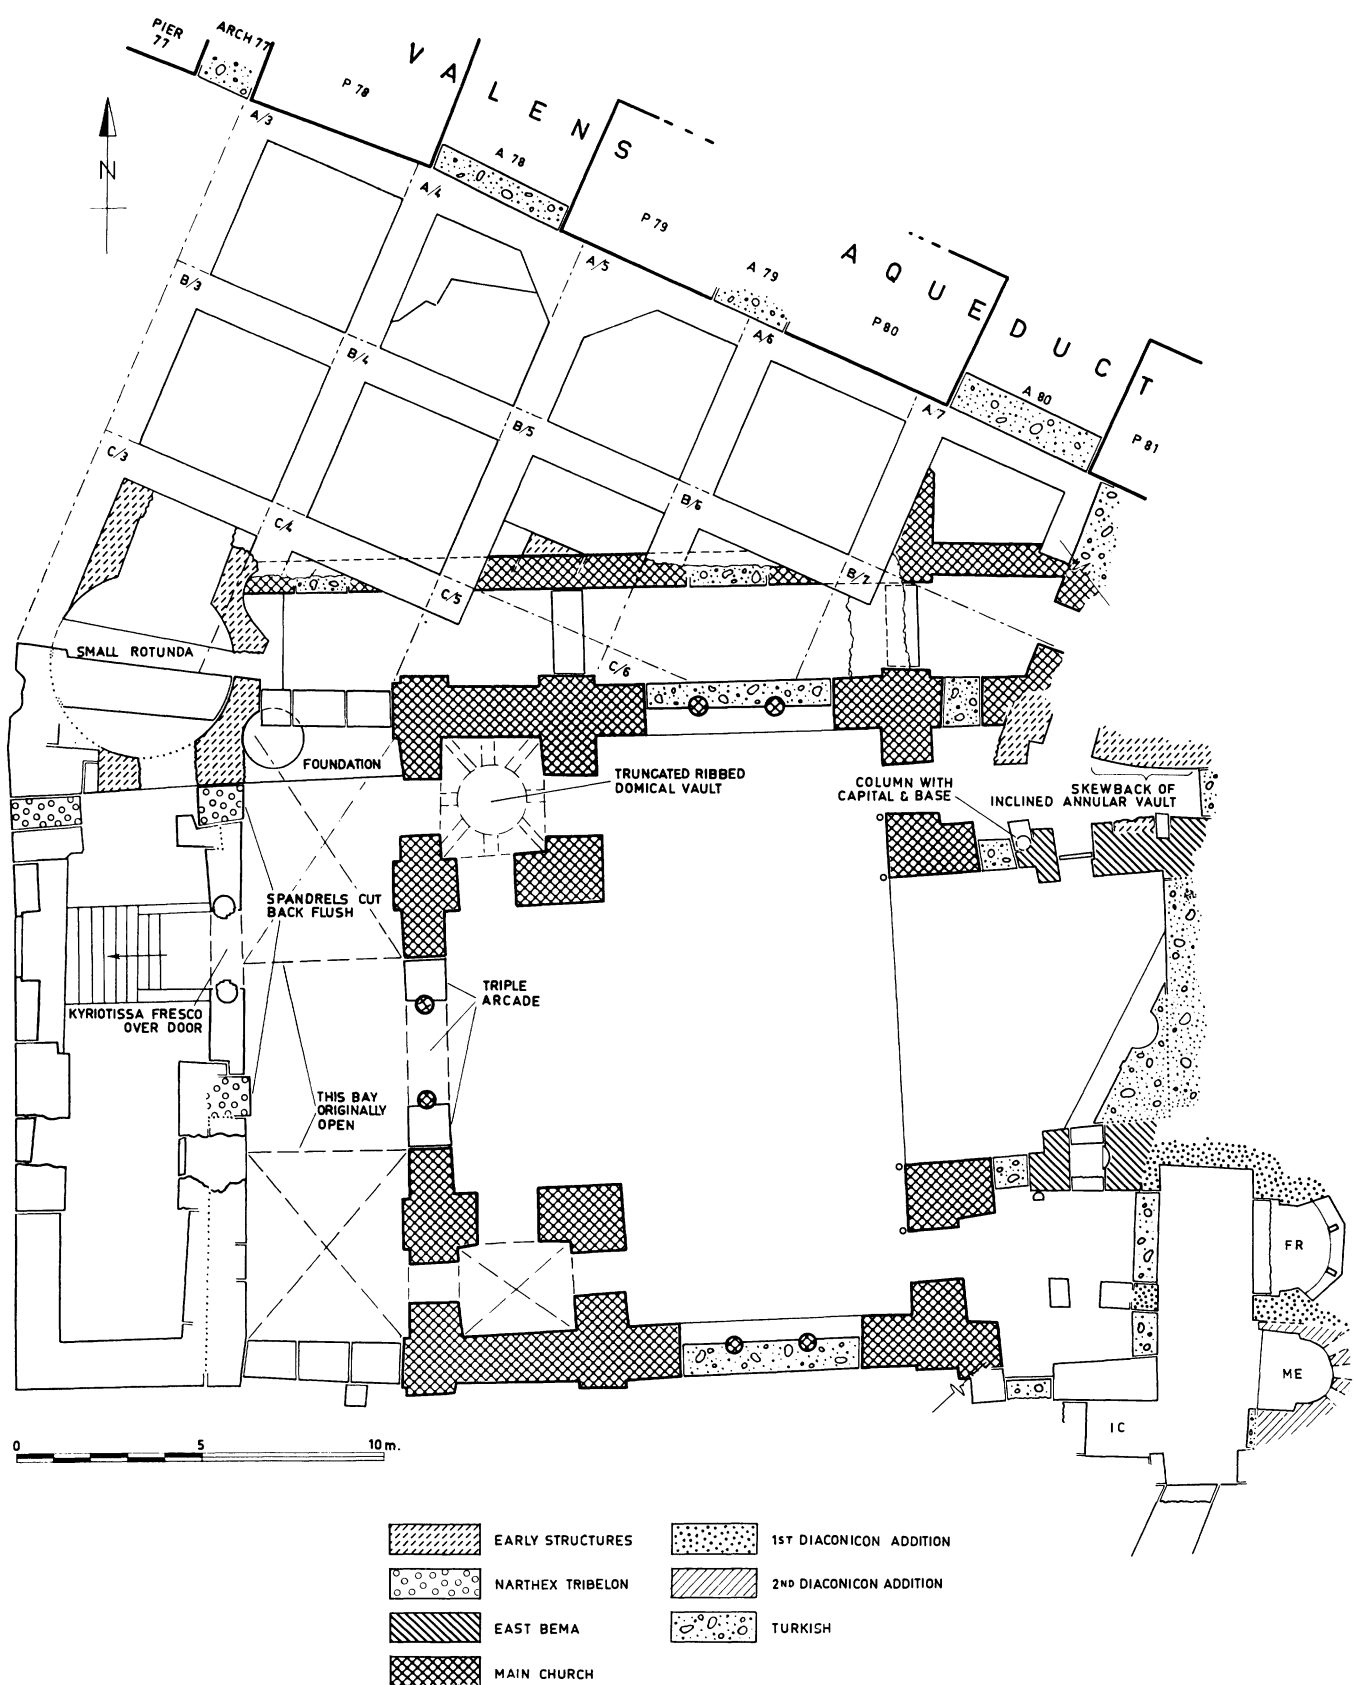 PIER
77
ARCH 77
P 78
VALENS
A/3
N
A 78
A/4
P 79
A/5
A 79
AQUEDUCT
P80
A/6
A 80
A/7
P 81
B/3
B/4
B/5
B/6
B/7
C/3
C/4
C/5
C/6
SMALL ROTUNDA
FOUNDATION
TRUNCATED RIBBED
DOMICAL VAULT
COLUMN WITH
CAPITAL & BASE
SKEWBACK OF
INCLINED ANNULAR VAULT
SPANDRELS CUT
BACK FLUSH
TRIPLE
ARCADE
KYRIOTISSA FRESCO
OVER DOOR
THIS BAY
ORIGINALLY
OPEN
FR
ME
IC
0 5 10 m.
EARLY STRUCTURES
NARTHEX TRIBELON
EAST BEMA
MAIN CHURCH
1ST DIACONICON ADDITION
2ND DIACONICON ADDITION
TURKISH